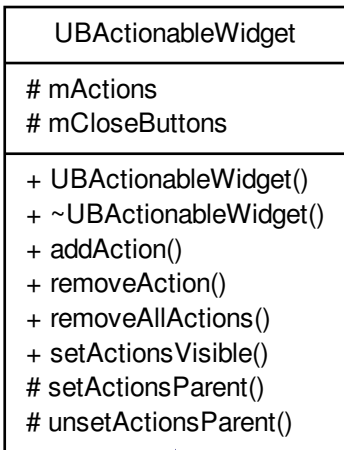 UBActionableWidget
# mActions
# mCloseButtons
+ UBActionableWidget()
+ ~UBActionableWidget()
+ addAction()
+ removeAction()
+ removeAllActions()
+ setActionsVisible()
# setActionsParent()
# unsetActionsParent()